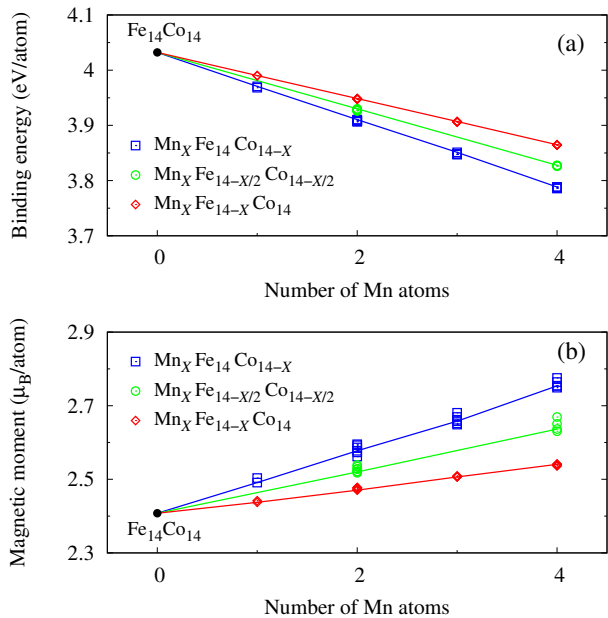 4.1
Fe14Co14
(a)
4
Binding energy (eV/atom)
3.9
MnX Fe14 Co14−X
MnX Fe14−X/2 Co14−X/2
3.8
MnX Fe14−X Co14
3.7
0 2 4
Number of Mn atoms
2.9
MnX Fe14 Co14−X
(b)
MnX Fe14−X/2 Co14−X/2
2.7
MnX Fe14−X Co14
Magnetic moment (μB/atom)
2.5
Fe14Co14
2.3
0 2 4
Number of Mn atoms